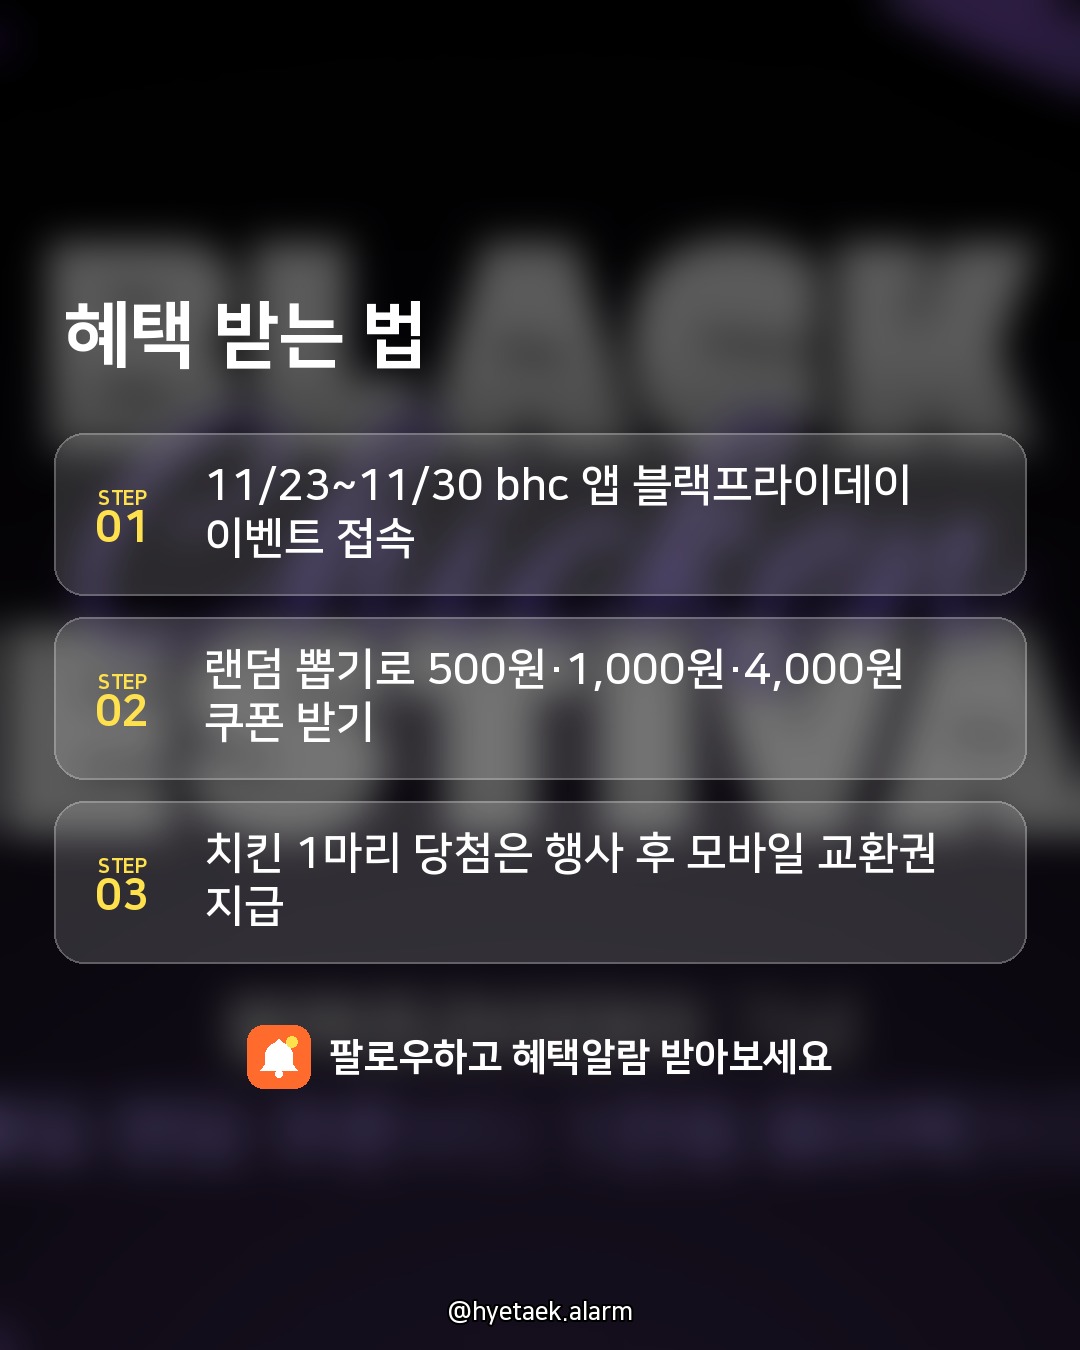 BLACK
Chicken
혜택 받는 법
STEP
01
11/23~11/30 bhc 앱 블랙프라이데이
이벤트 접속
STEP
02
랜덤 뽑기로 500원·1,000원·4,000원
쿠폰 받기
STEP
03
치킨 1마리 당첨은 행사 후 모바일 교환권
지급
팔로우하고 혜택알람 받아보세요
@hyetaek.alarm